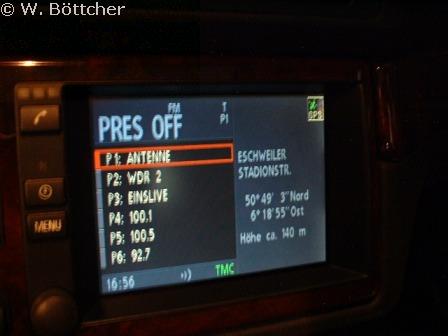 © W. Böttcher
FM
T
PRES OFF
P1
GPS
P1: ANTENNE
P2: WDR 2
P3: EINSLIVE
P4: 100.1
P5: 100.5
P6: 92.7
ESCHWEILER
STADIONSTR.
50°49' 3"Nord
6°18'55"Ost
Höhe ca. 140 m
16:56
TMC
MENU